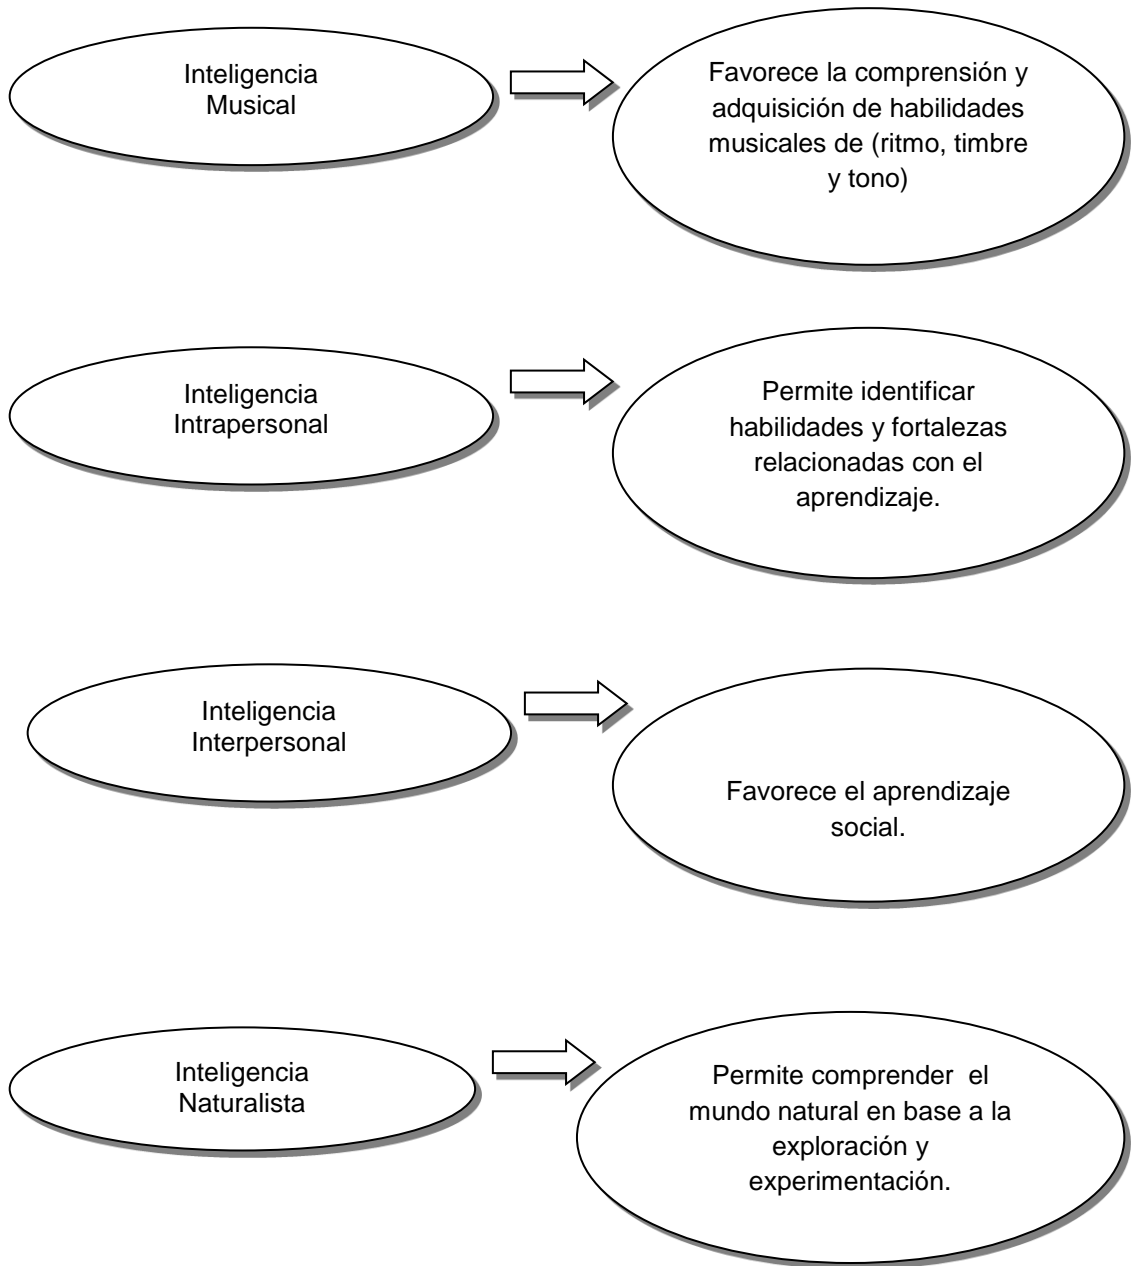 Inteligencia
Musical
Favorece la comprensión y
adquisición de habilidades
musicales de (ritmo, timbre
y tono)
Inteligencia
Intrapersonal
Permite identificar
habilidades y fortalezas
relacionadas con el
aprendizaje.
Inteligencia
Interpersonal
Favorece el aprendizaje
social.
Inteligencia
Naturalista
Permite comprender  el
mundo natural en base a la
exploración y
experimentación.